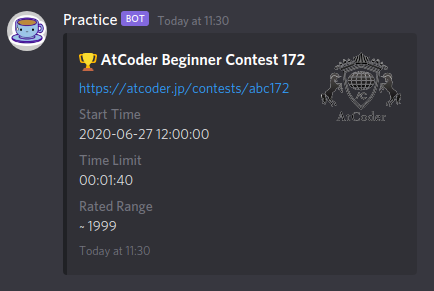 Practice BOT Today at 11:30
🏆 AtCoder Beginner Contest 172
https://atcoder.jp/contests/abc172
AtCoder
Start Time
2020-06-27 12:00:00
Time Limit
00:01:40
Rated Range
~ 1999
Today at 11:30